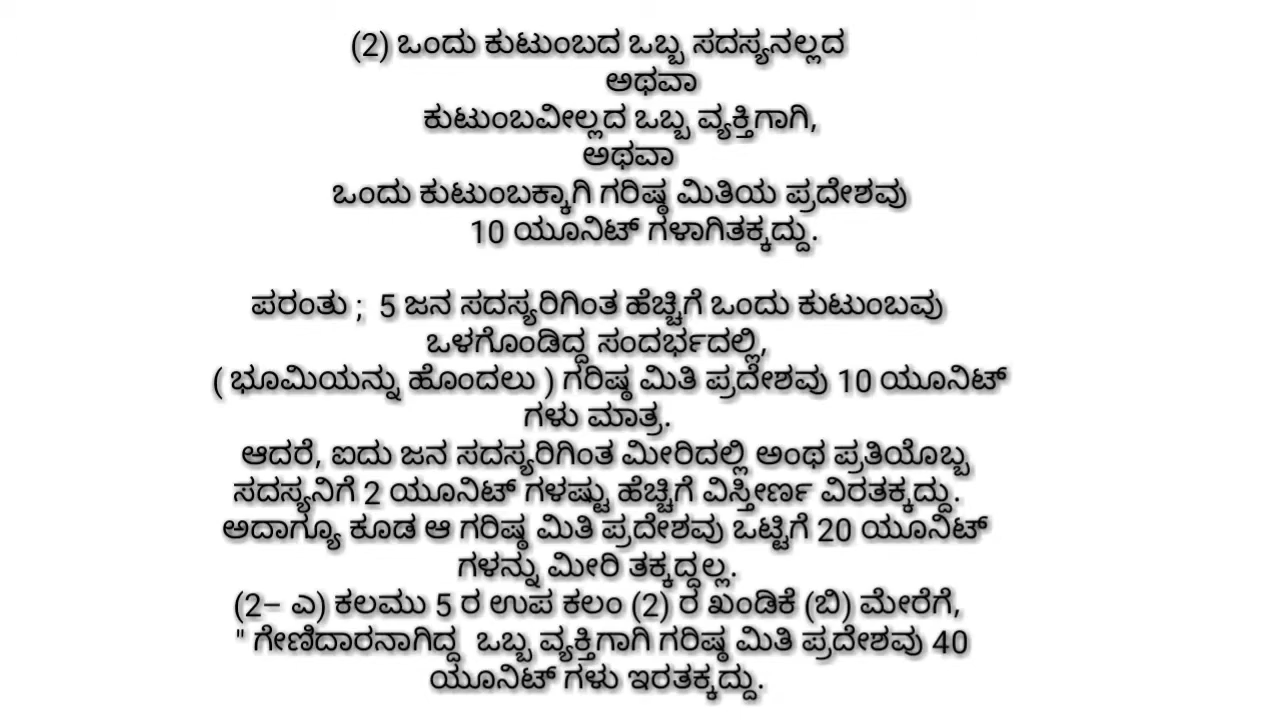 (2) ಒಂದು ಕುಟುಂಬದ ಒಬ್ಬ ಸದಸ್ಯನಲ್ಲದ
ಅಥವಾ
ಕುಟುಂಬವೀಲ್ಲದ ಒಬ್ಬ ವ್ಯಕ್ತಿಗಾಗಿ,
ಅಥವಾ
ಒಂದು ಕುಟುಂಬಕ್ಕಾಗಿ ಗರಿಷ್ಠ ಮಿತಿಯ ಪ್ರದೇಶವು
10 ಯೂನಿಟ್ ಗಳಾಗಿತಕ್ಕದ್ದು.
ಪರಂತು ; 5 ಜನ ಸದಸ್ಯರಿಗಿಂತ ಹೆಚ್ಚಿಗೆ ಒಂದು ಕುಟುಂಬವು
ಒಳಗೊಂಡಿದ್ದ ಸಂದರ್ಭದಲ್ಲಿ,
( ಭೂಮಿಯನ್ನು ಹೊಂದಲು ) ಗರಿಷ್ಠ ಮಿತಿ ಪ್ರದೇಶವು 10 ಯೂನಿಟ್
ಗಳು ಮಾತ್ರ.
ಆದರೆ, ಐದು ಜನ ಸದಸ್ಯರಿಗಿಂತ ಮೀರಿದಲ್ಲಿ ಅಂಥ ಪ್ರತಿಯೊಬ್ಬ
ಸದಸ್ಯನಿಗೆ 2 ಯೂನಿಟ್ ಗಳಷ್ಟು ಹೆಚ್ಚಿಗೆ ವಿಸ್ತೀರ್ಣ ವಿರತಕ್ಕದ್ದು.
ಅದಾಗ್ಯೂ ಕೂಡ ಆ ಗರಿಷ್ಠ ಮಿತಿ ಪ್ರದೇಶವು ಒಟ್ಟಿಗೆ 20 ಯೂನಿಟ್
ಗಳನ್ನು ಮೀರಿ ತಕ್ಕದ್ದಲ್ಲ.
(2– ಎ) ಕಲಮು 5 ರ ಉಪ ಕಲಂ (2) ರ ಖಂಡಿಕೆ (ಬಿ) ಮೇರೆಗೆ,
" ಗೇಣಿದಾರನಾಗಿದ್ದ ಒಬ್ಬ ವ್ಯಕ್ತಿಗಾಗಿ ಗರಿಷ್ಠ ಮಿತಿ ಪ್ರದೇಶವು 40
ಯೂನಿಟ್ ಗಳು ಇರತಕ್ಕದ್ದು.